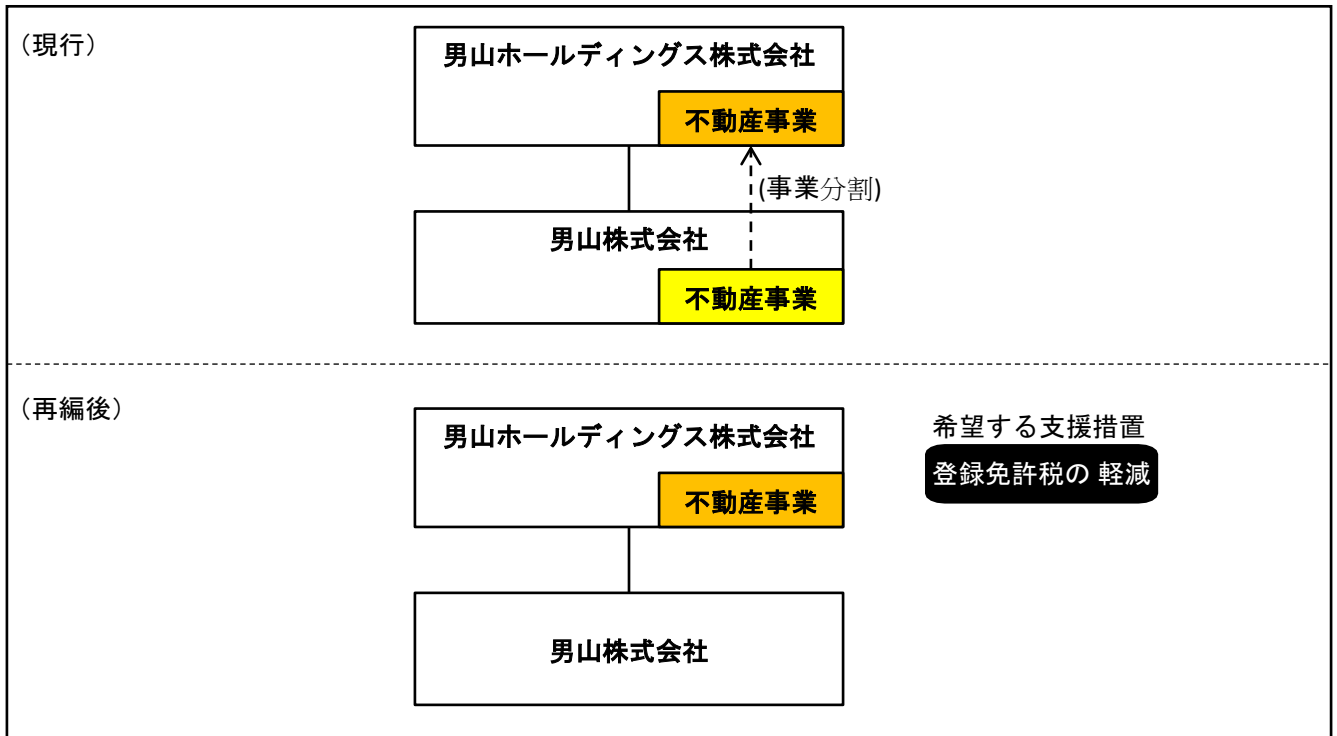 （現行）
男山ホールディングス株式会社
不動産事業
(事業分割)
男山株式会社
不動産事業
（再編後）
男山ホールディングス株式会社
不動産事業
希望する支援措置
登録免許税の 軽減
男山株式会社